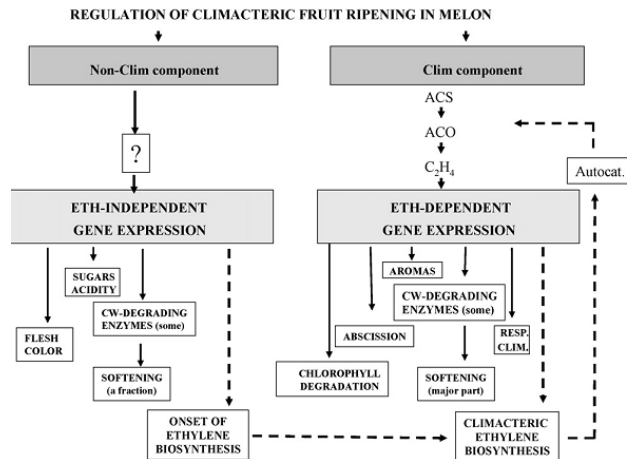 REGULATION OF CLIMACTERIC FRUIT RIPENING IN MELON
Non-Clim component
Clim component
ACS
ACO
C₂H₄
?
Autocat.
ETH-INDEPENDENT
GENE EXPRESSION
ETH-DEPENDENT
GENE EXPRESSION
SUGARS
ACIDITY
AROMAS
CW-DEGRADING
ENZYMES (some)
CW-DEGRADING
ENZYMES (some)
FLESH
COLOR
ABSCISSION
RESP.
CLIM.
SOFTENING
(a fraction)
CHLOROPHYLL
DEGRADATION
SOFTENING
(major part)
ONSET OF
ETHYLENE
BIOSYNTHESIS
CLIMACTERIC
ETHYLENE
BIOSYNTHESIS